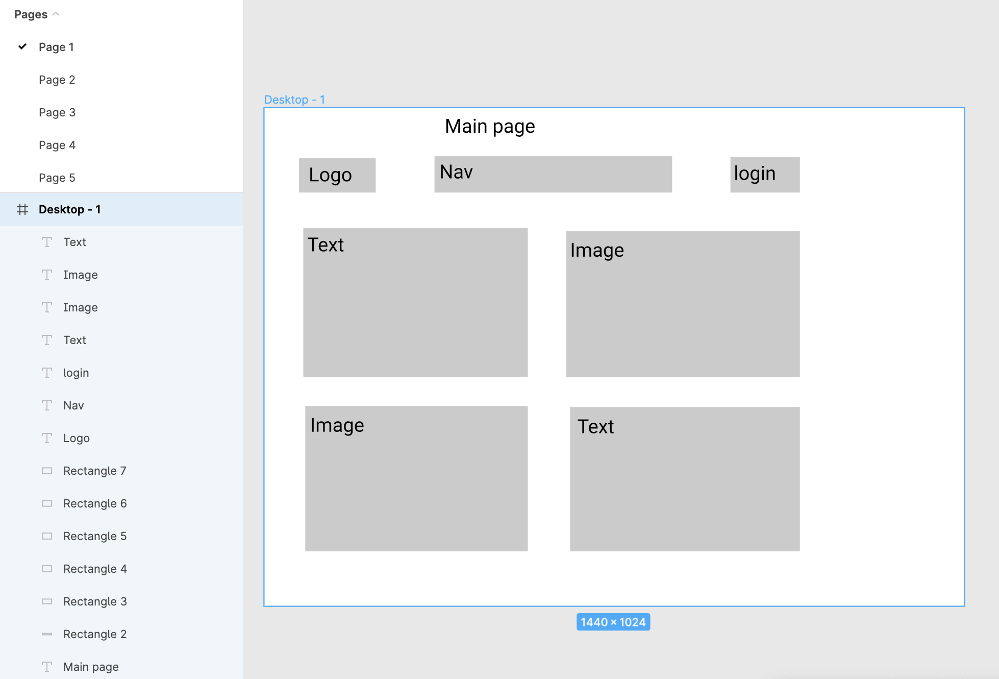 Pages
Page 1
Page 2
Page 3
Page 4
Page 5
Desktop - 1
Text
Image
Image
Text
login
Nav
Logo
Rectangle 7
Rectangle 6
Rectangle 5
Rectangle 4
Rectangle 3
Rectangle 2
Main page
Desktop - 1
Main page
Logo
Nav
login
Text
Image
Image
Text
1440 × 1024